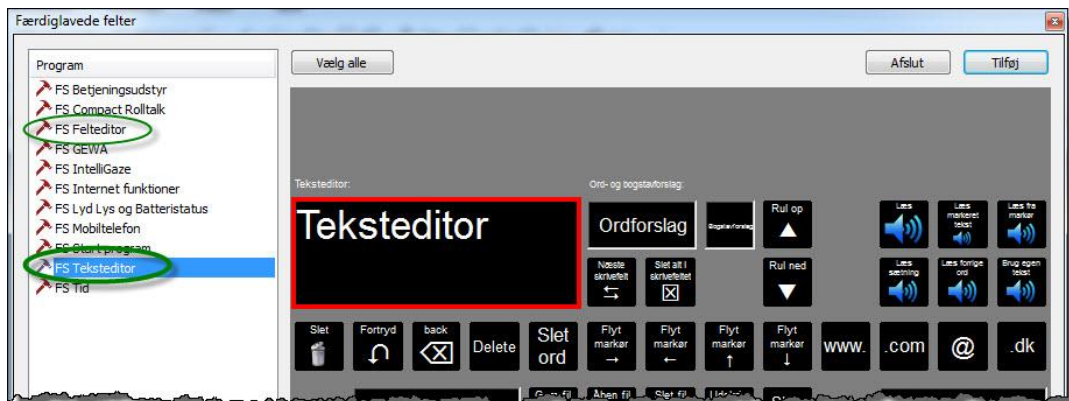 Færdiglavede felter
Program
Vælg alle
Afslut
Tilføj
FS Betjeningsudstyr
FS Compact Rolltalk
FS Felteditor
FS GEWA
FS IntelliGaze
FS Internet funktioner
FS Lyd Lys og Batteristatus
FS Mobiltelefon
FS Start program
FS Teksteditor
FS Tid
Teksteditor:
Ord- og bogstavforslag:
Teksteditor
Ordforslag
Bogstavforslag
Rul op
Læs
Læs
markeret
tekst
Læs fra
markør
Næste
skrivefelt
Slet alt i
skrivefeltet
Rul ned
Læs
sætning
Læs forrige
ord
Brug egen
tekst
Slet
Fortryd
back
Delete
Slet
ord
Flyt
markør
→
Flyt
markør
←
Flyt
markør
↑
Flyt
markør
↓
www.
.com
@
.dk
Åben fil
Slet fil